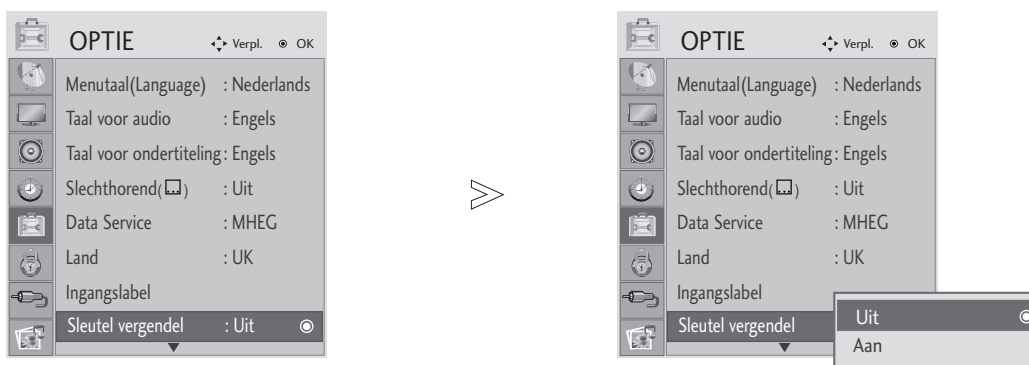 OPTIE Verpl. OK
Menutaal(Language) : Nederlands
Taal voor audio : Engels
Taal voor ondertiteling : Engels
Slechthorend( ) : Uit
Data Service : MHEG
Land : UK
Ingangslabel
Sleutel vergendel : Uit
OPTIE Verpl. OK
Menutaal(Language) : Nederlands
Taal voor audio : Engels
Taal voor ondertiteling : Engels
Slechthorend( ) : Uit
Data Service : MHEG
Land : UK
Ingangslabel
Sleutel vergendel
Uit
Aan